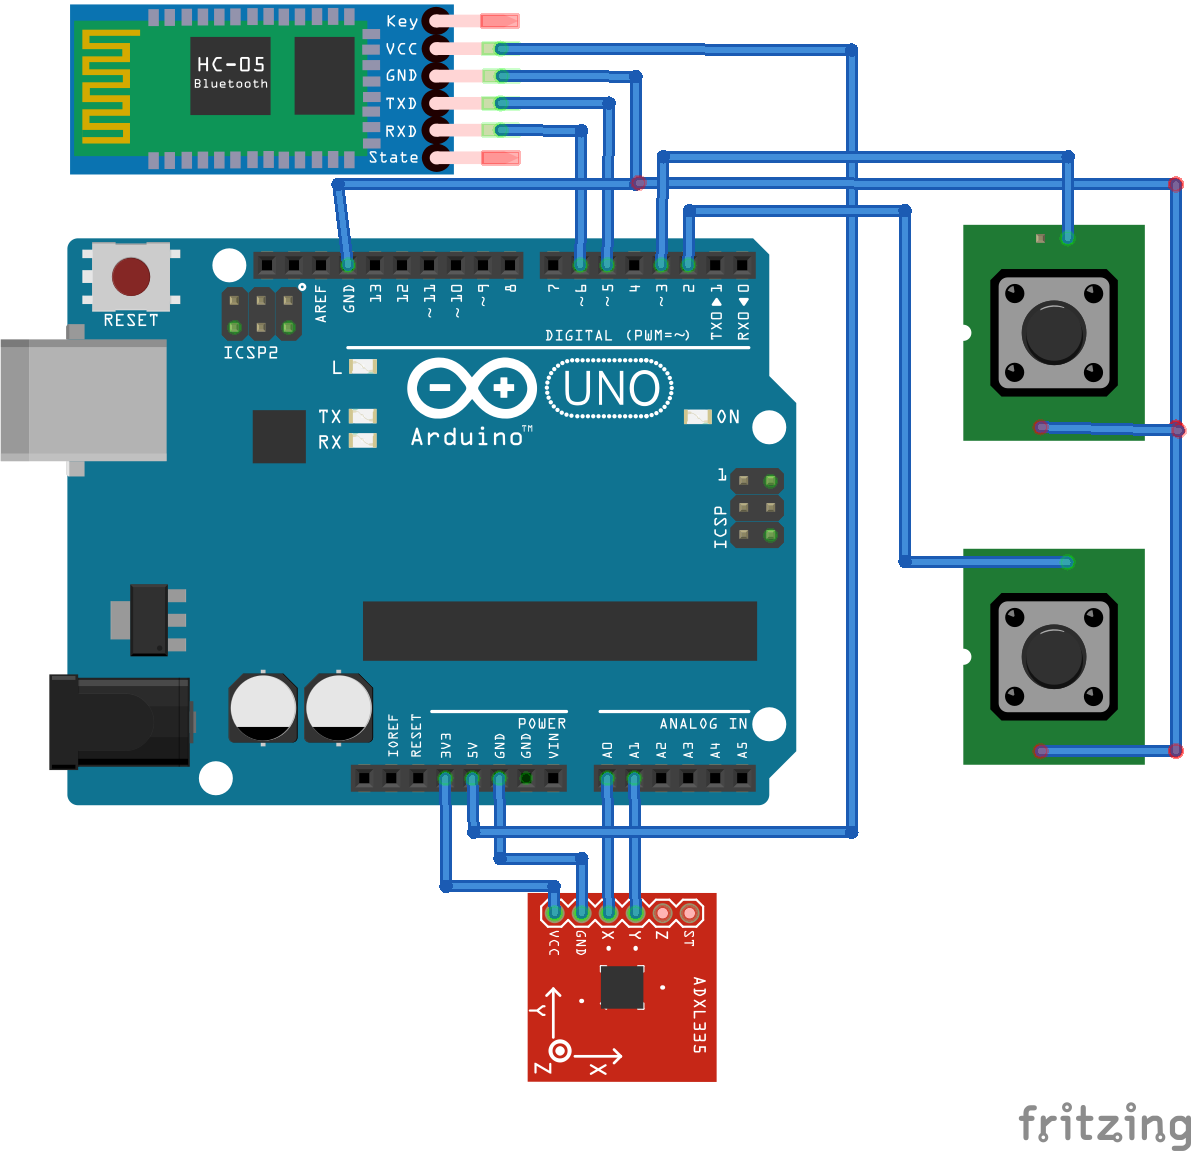 Key
VCC
HC-05
Bluetooth
GND
TXD
RXD
State
RESET
ICSP2
AREF
GND
13
12
~11
~10
~9
8
7
~6
~5
4
~3
2
TX0▶1
RX0◀0
DIGITAL (PWM=~)
L
TX
RX
Arduino™
UNO
ON
1
ICSP
POWER
ANALOG IN
IOREF
RESET
3V3
5V
GND
GND
VIN
A0
A1
A2
A3
A4
A5
VCC
GND
X
Y
Z
ST
ADXL335
Y
Z
X
fritzing